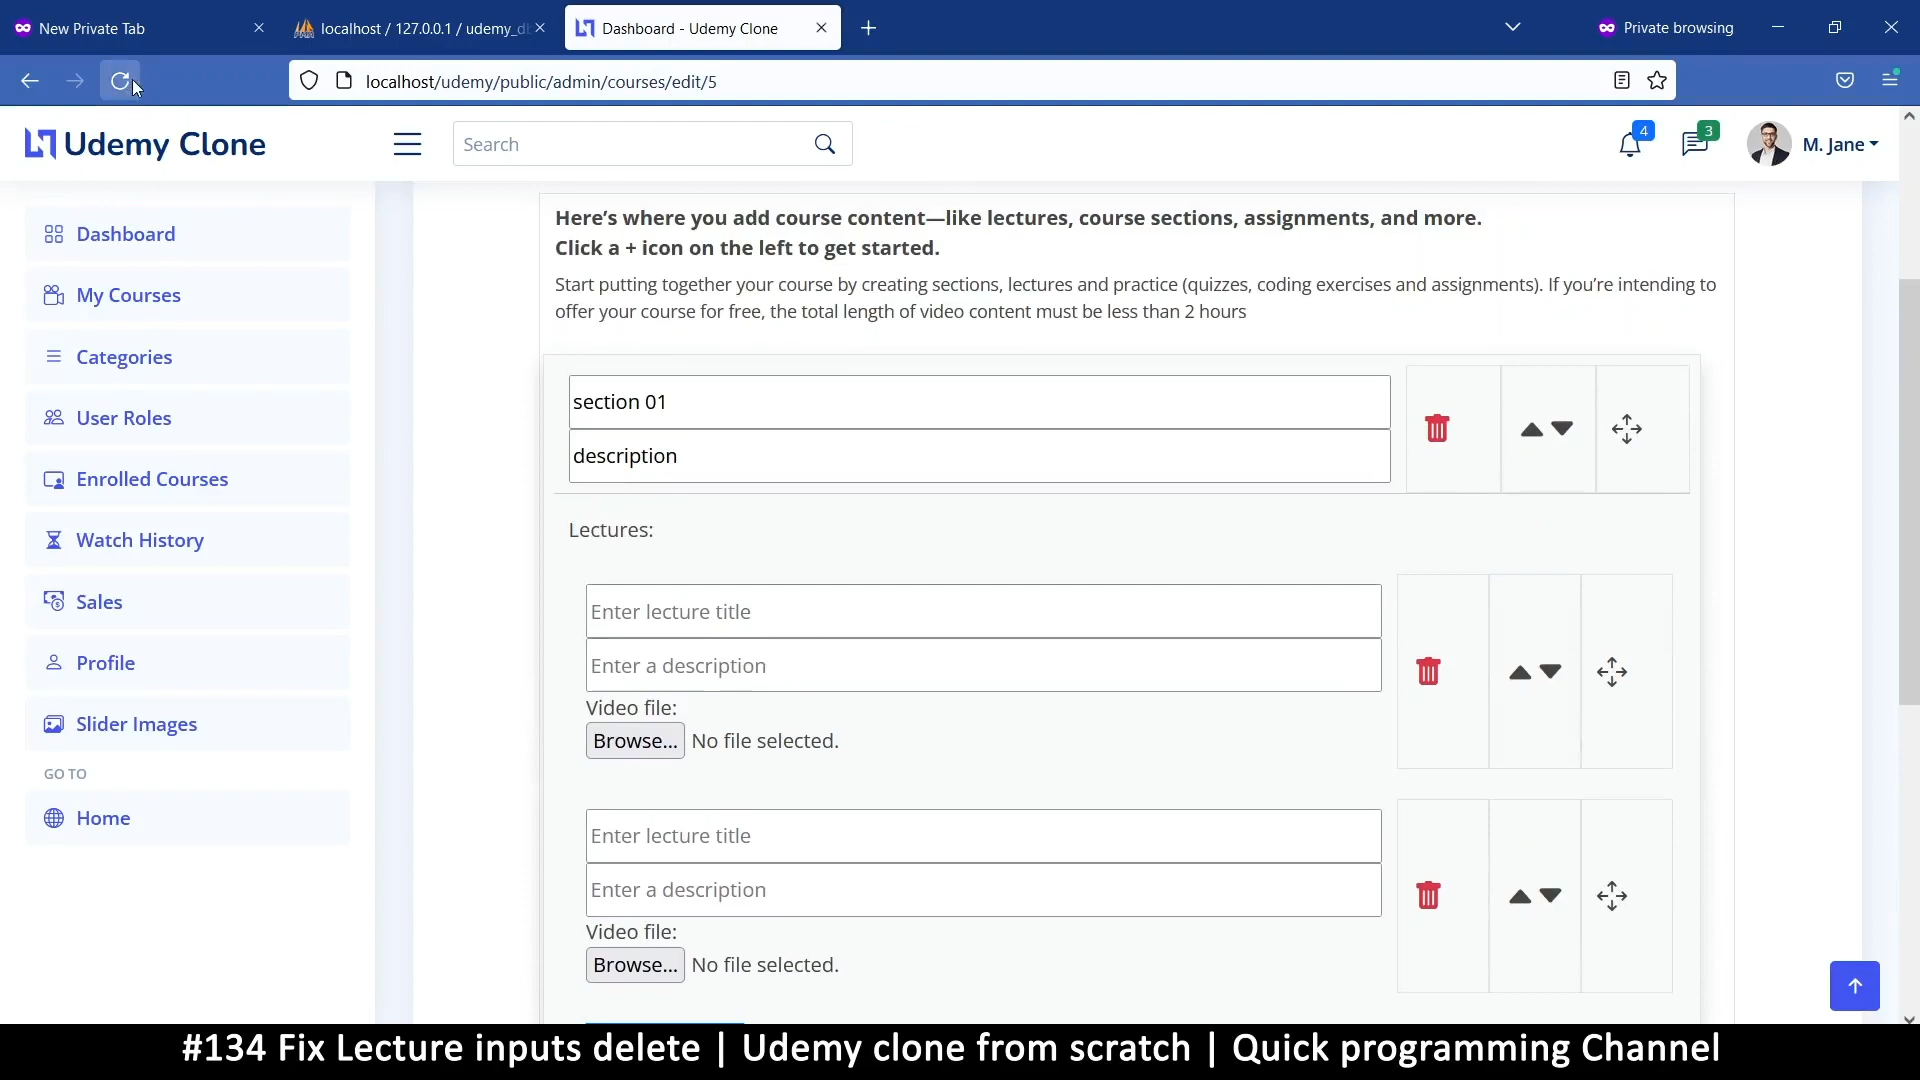 New Private Tab
localhost / 127.0.0.1 / udemy_d
Dashboard - Udemy Clone
Private browsing
localhost/udemy/public/admin/courses/edit/5
Udemy Clone
Search
4
3
M. Jane
Dashboard
My Courses
Categories
User Roles
Enrolled Courses
Watch History
Sales
Profile
Slider Images
GO TO
Home
Here’s where you add course content—like lectures, course sections, assignments, and more.
Click a + icon on the left to get started.
Start putting together your course by creating sections, lectures and practice (quizzes, coding exercises and assignments). If you’re intending to
offer your course for free, the total length of video content must be less than 2 hours
section 01
description
Lectures:
Enter lecture title
Enter a description
Video file:
Browse... No file selected.
Enter lecture title
Enter a description
Video file:
Browse... No file selected.
#134 Fix Lecture inputs delete | Udemy clone from scratch | Quick programming Channel